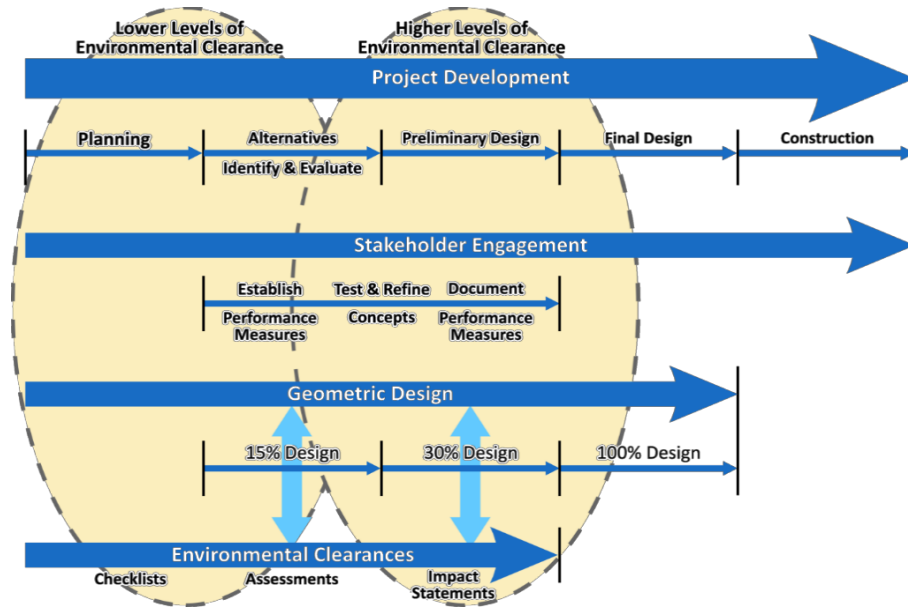 Lower Levels of
Environmental Clearance
Higher Levels of
Environmental Clearance
Project Development
Planning
Alternatives
Identify & Evaluate
Preliminary Design
Final Design
Construction
Stakeholder Engagement
Establish
Performance
Measures
Test & Refine
Concepts
Document
Performance
Measures
Geometric Design
15% Design
30% Design
100% Design
Environmental Clearances
Checklists
Assessments
Impact
Statements